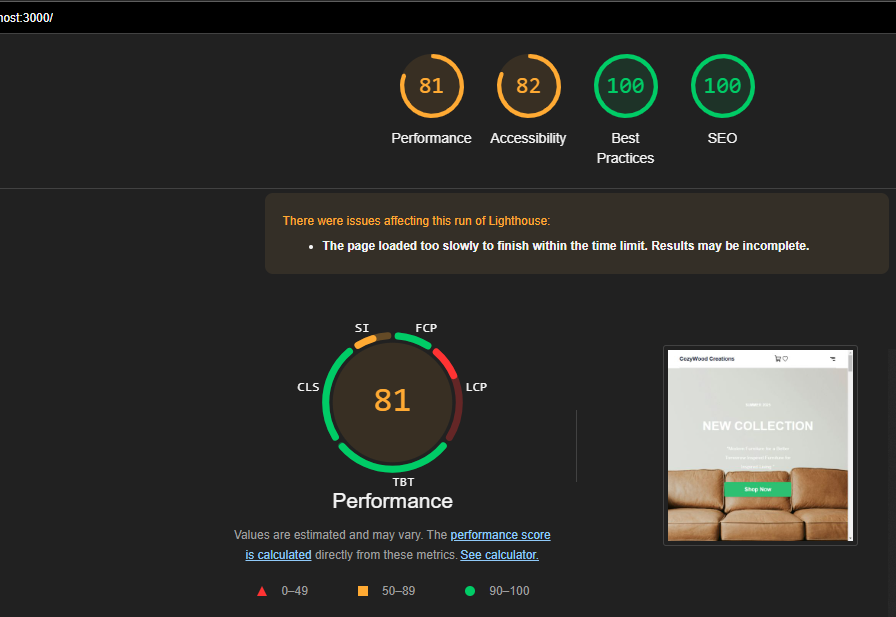 host:3000/
81
82
100
100
Performance
Accessibility
Best
Practices
SEO
There were issues affecting this run of Lighthouse:
• The page loaded too slowly to finish within the time limit. Results may be incomplete.
SI
FCP
CLS
LCP
81
TBT
Performance
Values are estimated and may vary. The performance score
is calculated directly from these metrics. See calculator.
0–49
50–89
90–100
CozyWood Creations
NEW COLLECTION
Shop Now